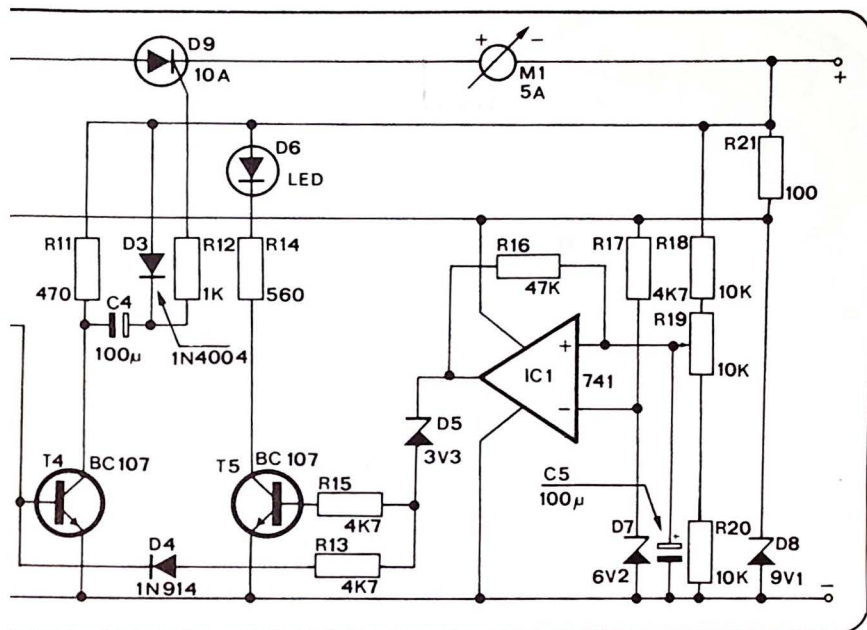 D9
10A
+ −
M1
5A
+
D6
LED
R21
100
R11
470
D3
R12
1K
R14
560
R16
47K
R17
4K7
R18
10K
C4
100μ
1N4004
R19
10K
+
IC1
741
−
D5
3V3
T4
BC107
T5
BC107
R15
4K7
C5
100μ
+
D4
1N914
R13
4K7
D7
6V2
R20
10K
D8
9V1
−